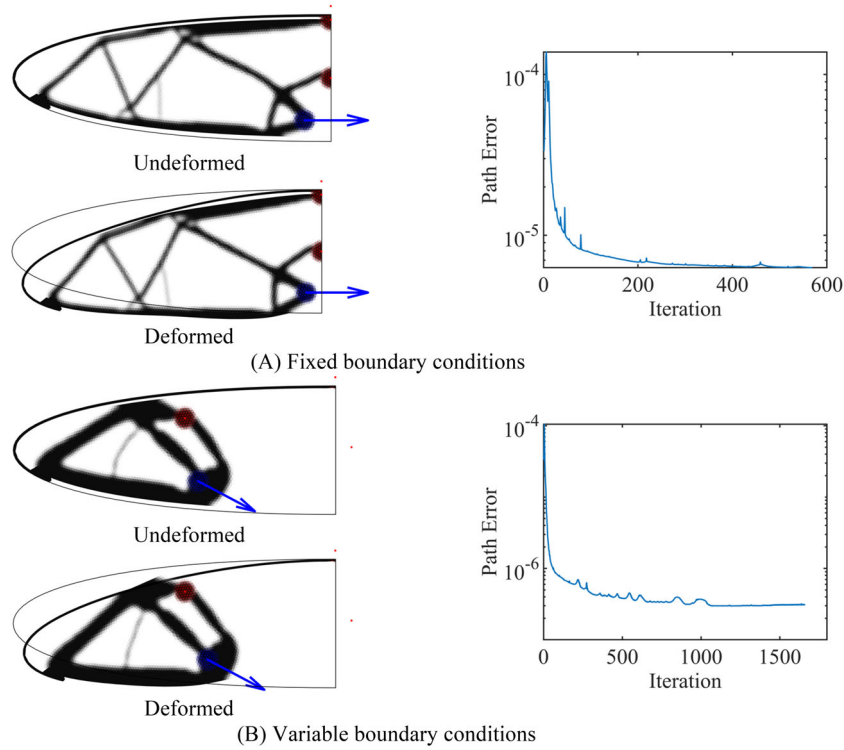 Undeformed
Deformed
10^-4
10^-5
Path Error
0
200
400
600
Iteration
(A) Fixed boundary conditions
Undeformed
Deformed
10^-4
10^-6
Path Error
0
500
1000
1500
Iteration
(B) Variable boundary conditions